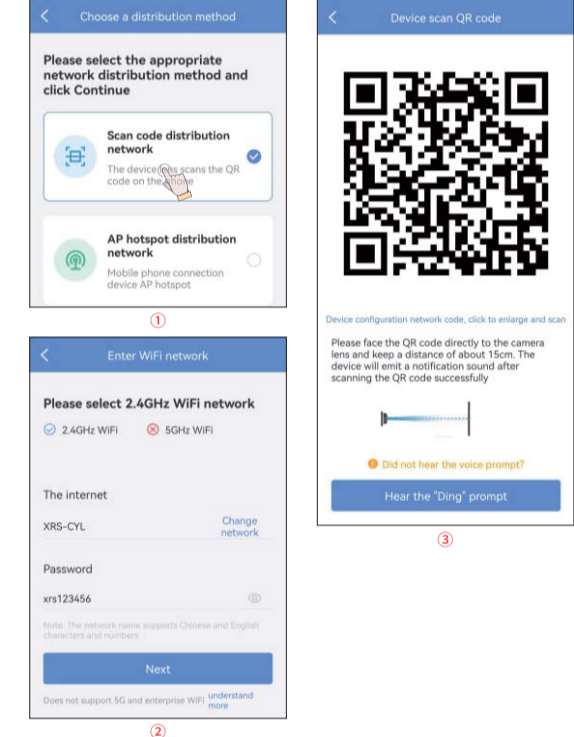 Choose a distribution method
Please select the appropriate
network distribution method and
click Continue
Scan code distribution
network
The device lens scans the QR
code on the phone
AP hotspot distribution
network
Mobile phone connection
device AP hotspot
①
Enter WiFi network
Please select 2.4GHz WiFi network
2.4GHz WiFi 5GHz WiFi
The internet
XRS-CYL
Change
network
Password
xrs123456
Note: The network name supports Chinese and English
characters and numbers
Next
Does not support 5G and enterprise WiFi
understand
more
②
Device scan QR code
Device configuration network code, click to enlarge and scan
Please face the QR code directly to the camera
lens and keep a distance of about 15cm. The
device will emit a notification sound after
scanning the QR code successfully
Did not hear the voice prompt?
Hear the "Ding" prompt
③